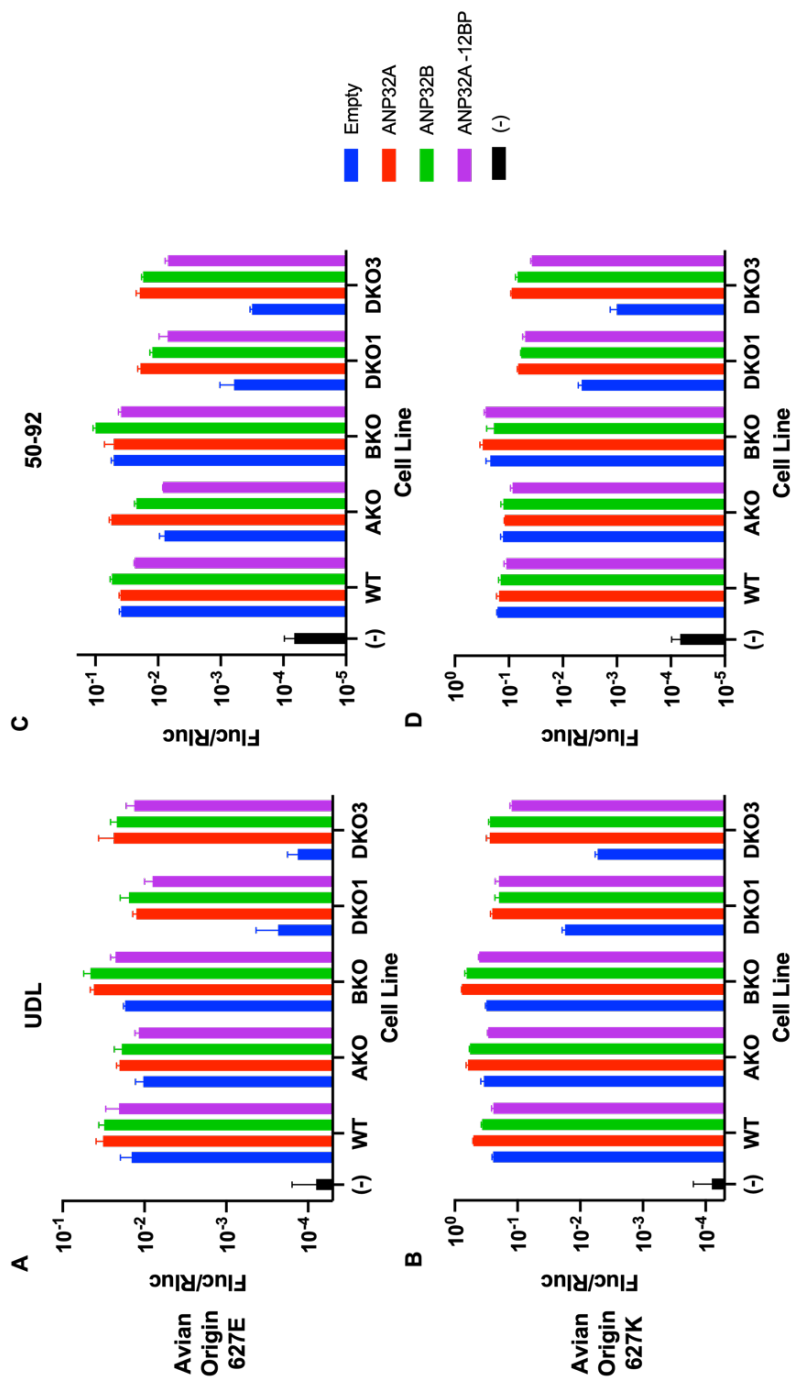 UDL
50-92
A
Avian
Origin
627E
Fluc/Rluc
10-1
10-2
10-3
10-4
(-) WT AKO BKO DKO1 DKO3
Cell Line
C
Fluc/Rluc
10-1
10-2
10-3
10-4
10-5
(-) WT AKO BKO DKO1 DKO3
Cell Line
B
Avian
Origin
627K
Fluc/Rluc
100
10-1
10-2
10-3
10-4
(-) WT AKO BKO DKO1 DKO3
Cell Line
D
Fluc/Rluc
100
10-1
10-2
10-3
10-4
10-5
(-) WT AKO BKO DKO1 DKO3
Cell Line
Empty
ANP32A
ANP32B
ANP32A -12BP
(-)